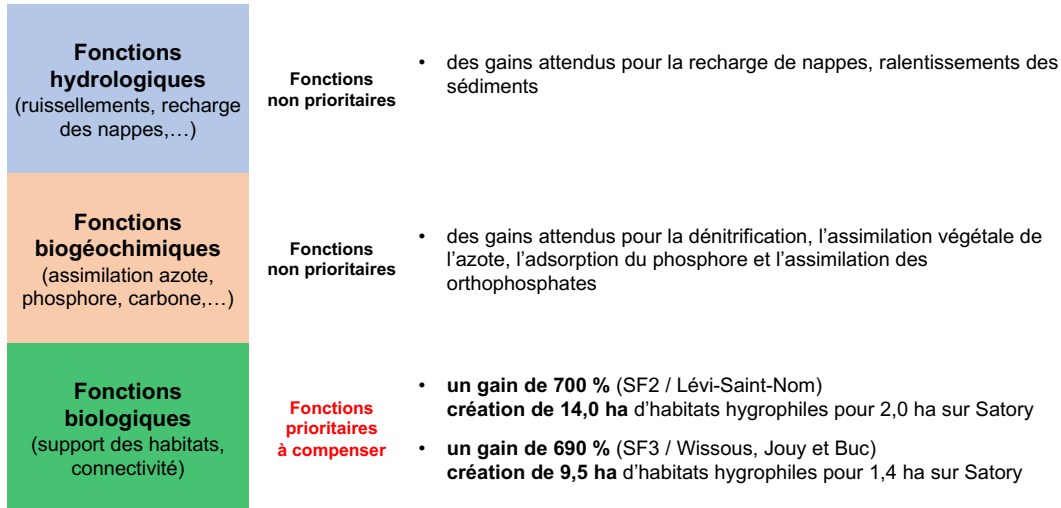 Fonctions
hydrologiques
(ruissellements, recharge
des nappes,…)
Fonctions
non prioritaires
• des gains attendus pour la recharge de nappes, ralentissements des
sédiments
Fonctions
biogéochimiques
(assimilation azote,
phosphore, carbone,…)
Fonctions
non prioritaires
• des gains attendus pour la dénitrification, l’assimilation végétale de
l’azote, l’adsorption du phosphore et l’assimilation des
orthophosphates
Fonctions
biologiques
(support des habitats,
connectivité)
Fonctions
prioritaires
à compenser
• un gain de 700 % (SF2 / Lévi-Saint-Nom)
création de 14,0 ha d’habitats hygrophiles pour 2,0 ha sur Satory
• un gain de 690 % (SF3 / Wissous, Jouy et Buc)
création de 9,5 ha d’habitats hygrophiles pour 1,4 ha sur Satory